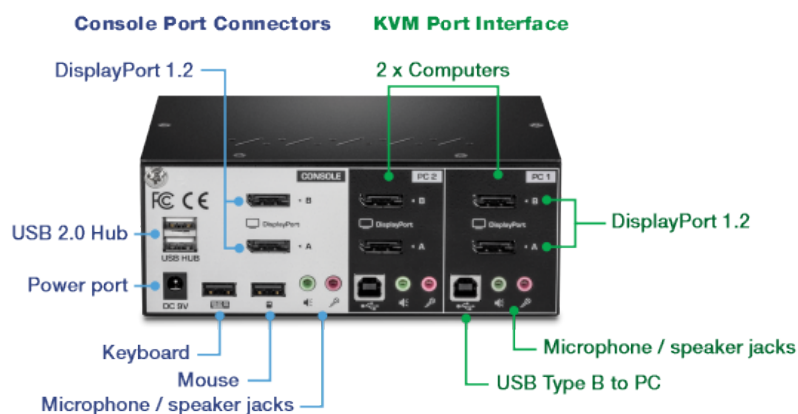 Console Port Connectors
KVM Port Interface
DisplayPort 1.2
2 x Computers
CONSOLE
PC 2
PC 1
FC CE
B
B
B
DisplayPort
DisplayPort
DisplayPort
DisplayPort 1.2
USB 2.0 Hub
A
A
A
USB HUB
Power port
DC 9V
Keyboard
Mouse
Microphone / speaker jacks
Microphone / speaker jacks
USB Type B to PC